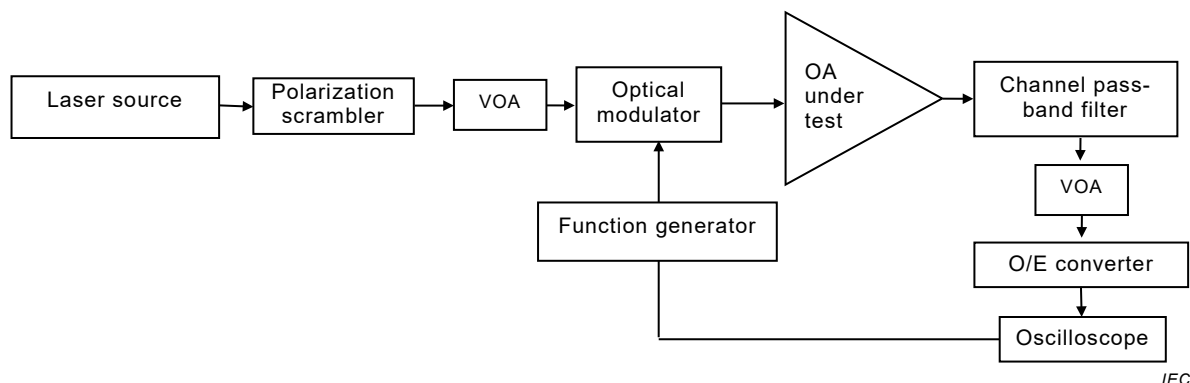 Laser source
Polarization
scrambler
VOA
Optical
modulator
OA
under
test
Channel pass-
band filter
VOA
Function generator
O/E converter
Oscilloscope
IEC